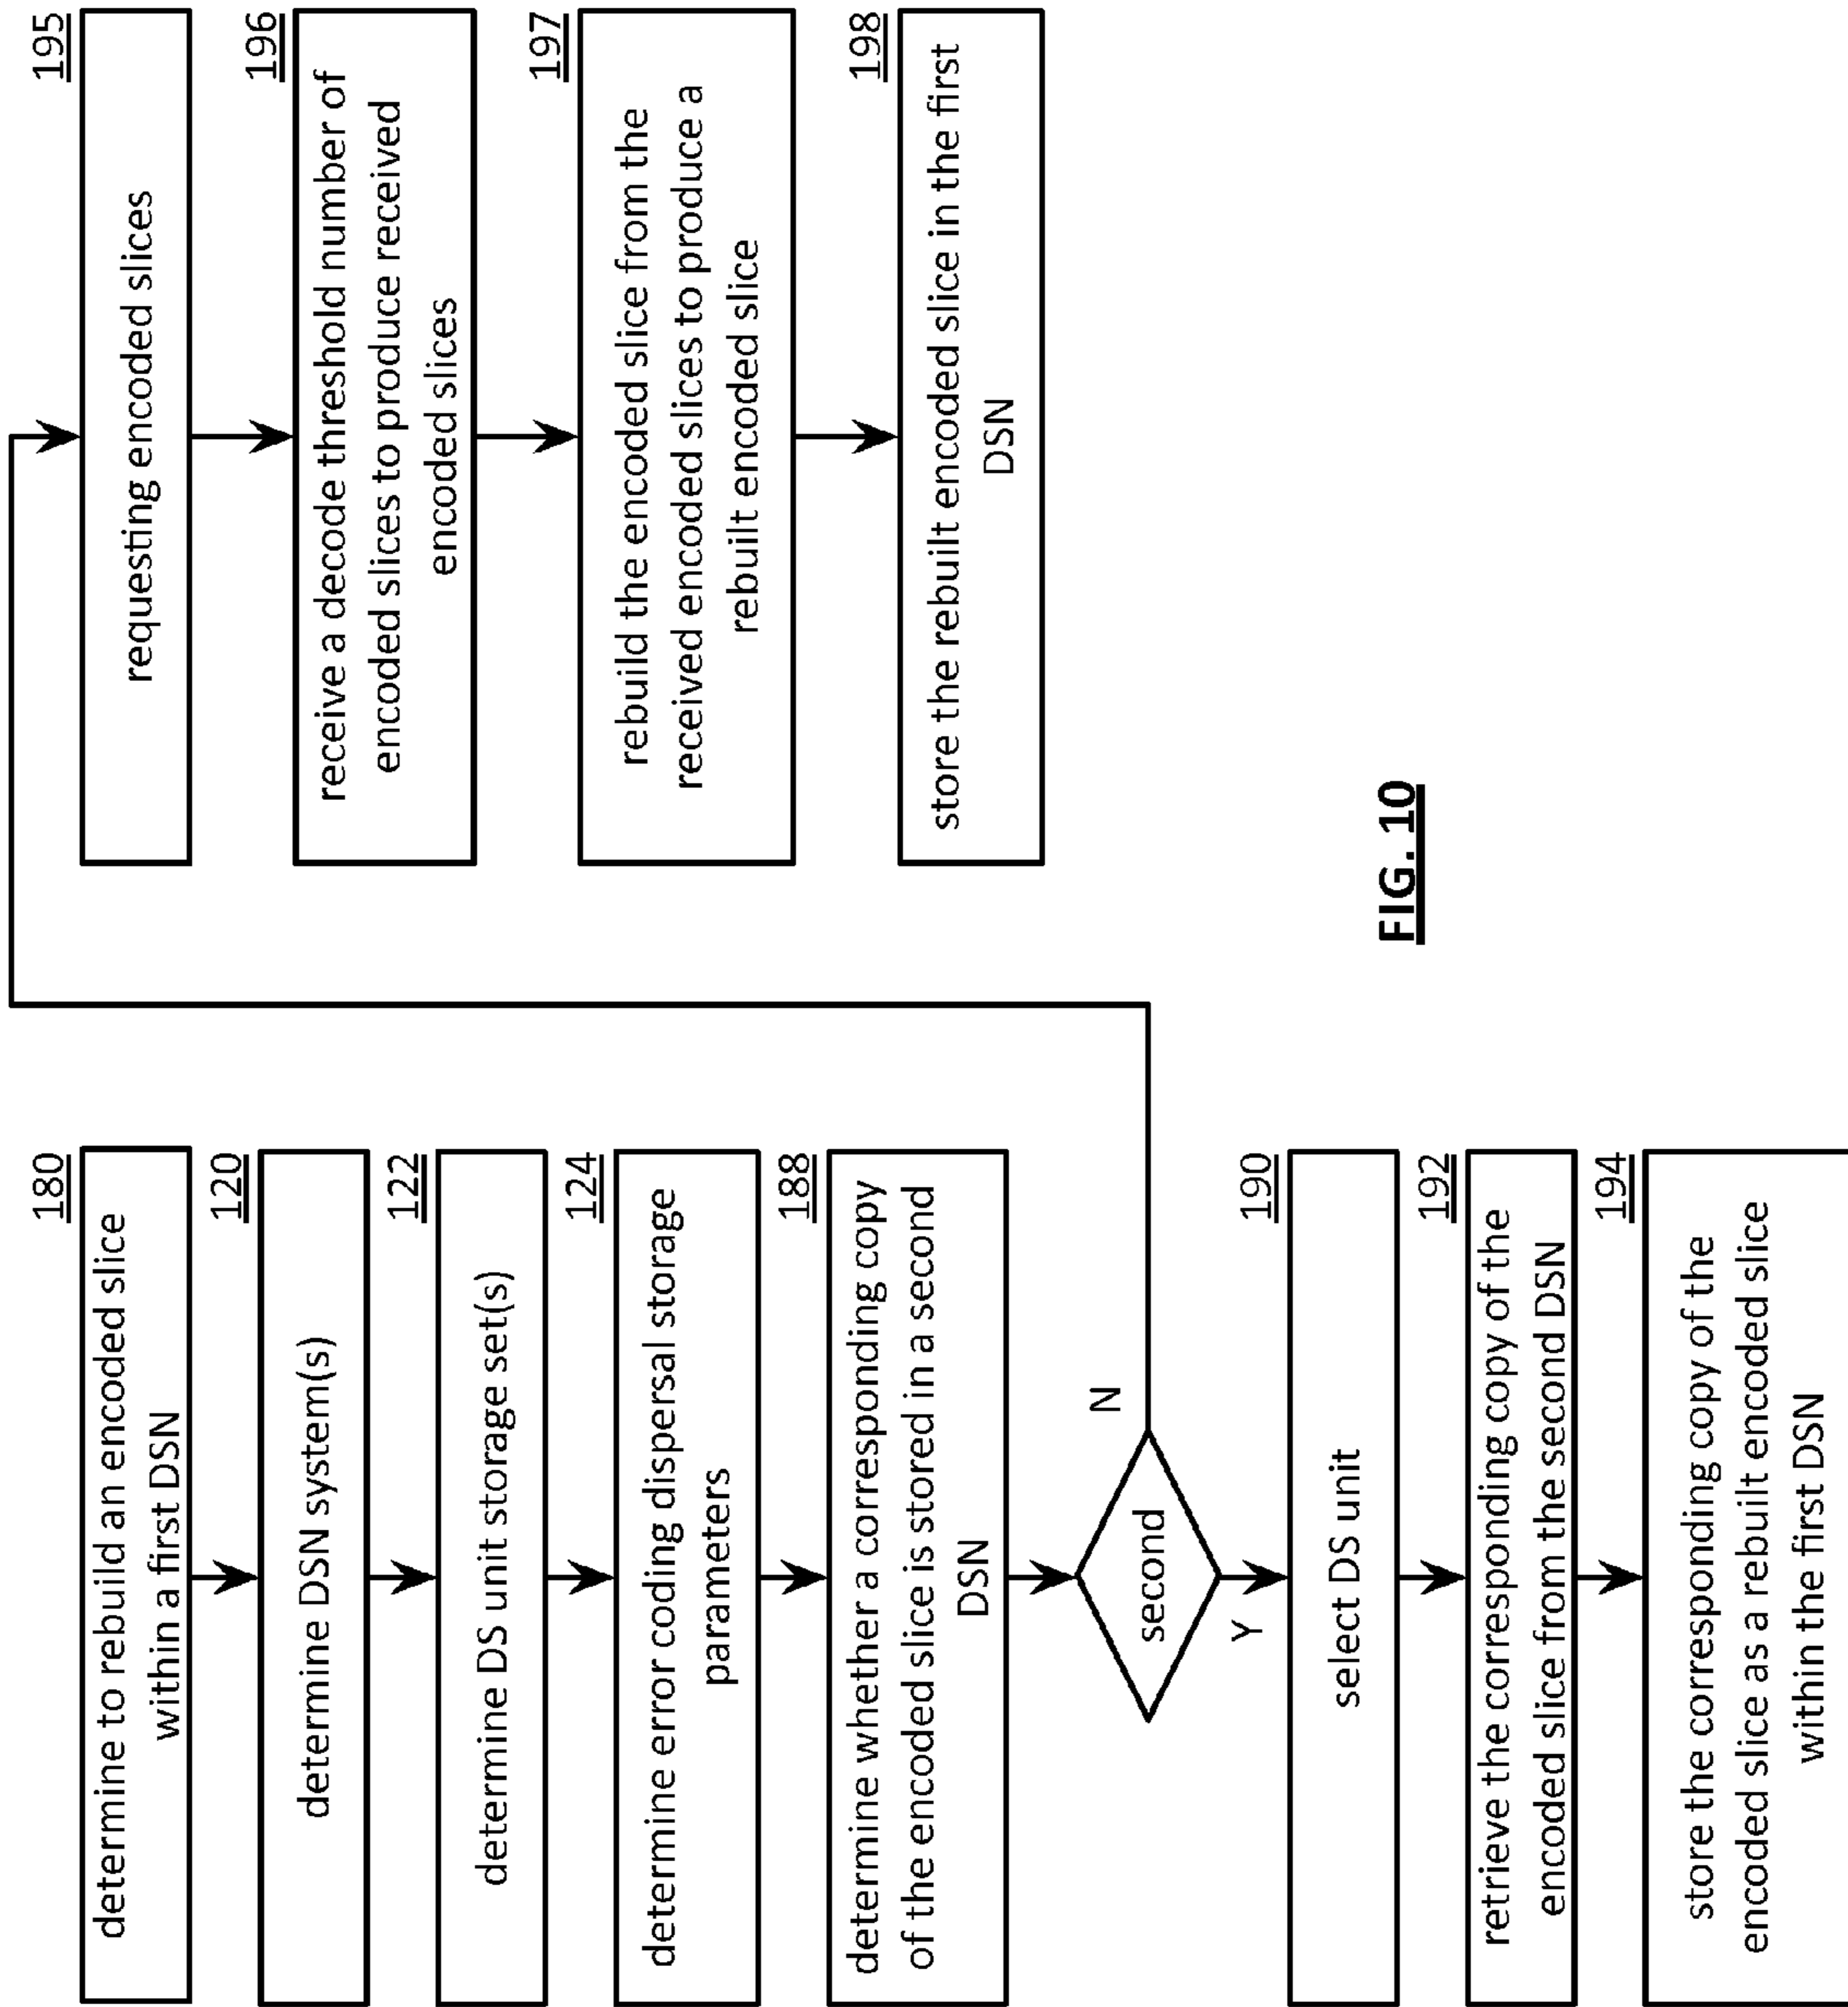 180
determine to rebuild an encoded slice
within a first DSN
120
determine DSN system(s)
122
determine DS unit storage set(s)
124
determine error coding dispersal storage
parameters
188
determine whether a corresponding copy
of the encoded slice is stored in a second
DSN
second
N
Y
190
select DS unit
192
retrieve the corresponding copy of the
encoded slice from the second DSN
194
store the corresponding copy of the
encoded slice as a rebuilt encoded slice
within the first DSN
195
requesting encoded slices
196
receive a decode threshold number of
encoded slices to produce received
encoded slices
197
rebuild the encoded slice from the
received encoded slices to produce a
rebuilt encoded slice
198
store the rebuilt encoded slice in the first
DSN
FIG. 10